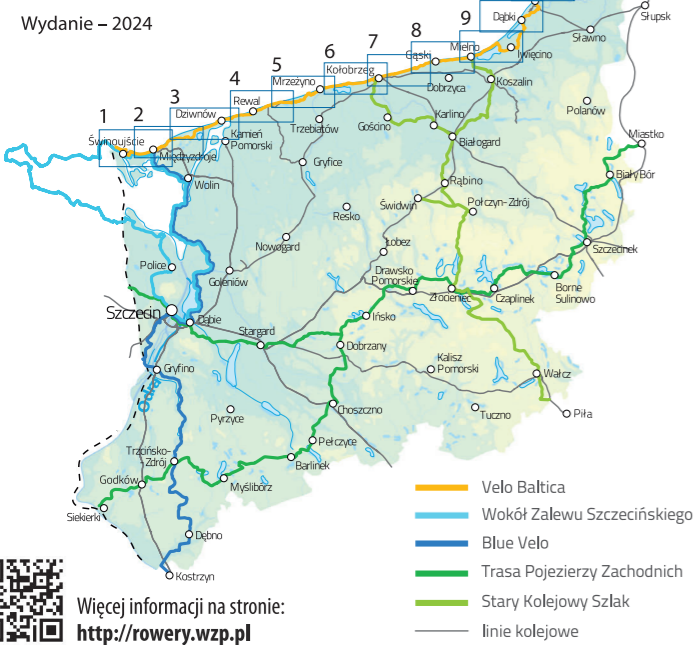 Wydanie – 2024
1
2
3
4
5
6
7
8
9
Dąbki
Słupsk
Sławno
Iwięcino
Mielno
Gąski
Kołobrzeg
Mrzeżyno
Rewal
Dziwnów
Świnoujście
Międzyzdroje
Kamień
Pomorski
Trzebiatów
Gościno
Dobrzyca
Koszalin
Karlino
Białogard
Polanów
Miastko
Biały Bór
Wolin
Gryfice
Resko
Świdwin
Rąbino
Połczyn-Zdrój
Nowogard
Łobez
Szczecinek
Police
Goleniów
Drawsko
Pomorskie
Złocieniec
Czaplinek
Borne
Sulinowo
Szczecin
Dąbie
Stargard
Ińsko
Dobrzany
Gryfino
Odra
Kalisz
Pomorski
Wałcz
Pyrzyce
Choszczno
Tuczno
Piła
Pełczyce
Barlinek
Trzcińsko-
Zdrój
Godków
Myślibórz
Siekierki
Dębno
Kostrzyn
Velo Baltica
Wokół Zalewu Szczecińskiego
Blue Velo
Trasa Pojezierzy Zachodnich
Stary Kolejowy Szlak
linie kolejowe
Więcej informacji na stronie:
http://rowery.wzp.pl